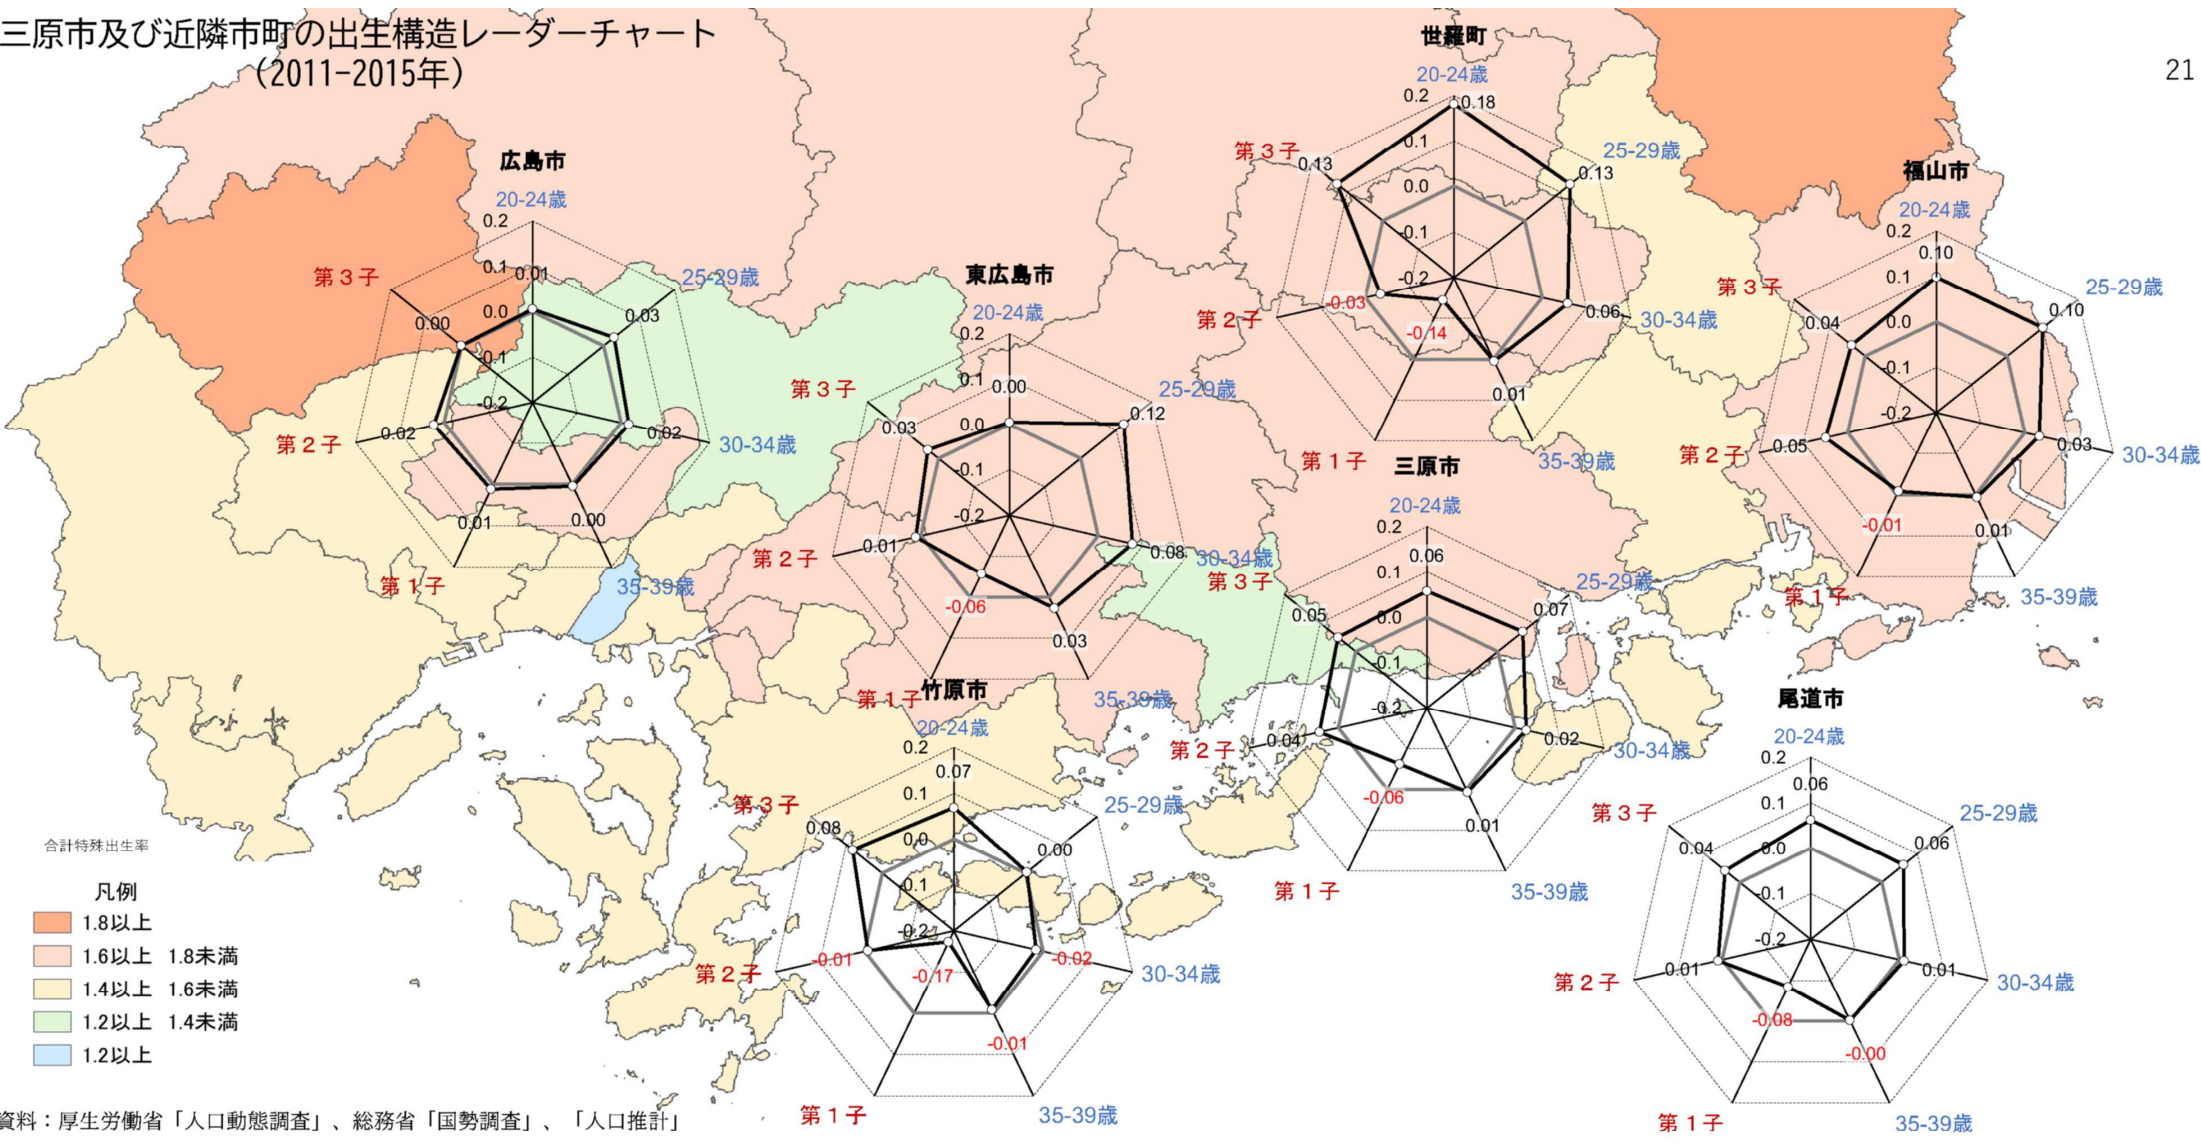 三原市及び近隣市町の出生構造レーダーチャート
（2011-2015年）
21
広島市
20-24歳
0.2
0.1
0.01
0.0
-0.1
-0.2
25-29歳
0.03
30-34歳
0.02
35-39歳
0.00
第１子
0.01
第２子
0.02
第３子
0.00
東広島市
20-24歳
0.2
0.1
0.00
0.0
-0.1
-0.2
25-29歳
0.12
30-34歳
0.08
35-39歳
0.03
第１子
-0.06
第２子
0.01
第３子
0.03
世羅町
20-24歳
0.2
0.18
0.1
0.0
-0.1
-0.2
25-29歳
0.13
30-34歳
0.06
35-39歳
0.01
第１子
-0.14
第２子
-0.03
第３子
0.13
福山市
20-24歳
0.2
0.10
0.1
0.0
-0.1
-0.2
25-29歳
0.10
30-34歳
0.03
35-39歳
0.01
第１子
-0.01
第２子
0.05
第３子
0.04
三原市
20-24歳
0.2
0.06
0.1
0.0
-0.1
-0.2
25-29歳
0.07
30-34歳
0.02
35-39歳
0.01
第１子
-0.06
第２子
0.04
第３子
0.05
竹原市
20-24歳
0.2
0.07
0.1
0.0
-0.1
-0.2
25-29歳
0.00
30-34歳
-0.02
35-39歳
-0.01
第１子
-0.17
第２子
-0.01
第３子
0.08
尾道市
20-24歳
0.2
0.06
0.1
0.0
-0.1
-0.2
25-29歳
0.06
30-34歳
0.01
35-39歳
-0.00
第１子
-0.08
第２子
0.01
第３子
0.04
合計特殊出生率
凡例
1.8以上
1.6以上 1.8未満
1.4以上 1.6未満
1.2以上 1.4未満
1.2以上
資料：厚生労働省「人口動態調査」、総務省「国勢調査」、「人口推計」